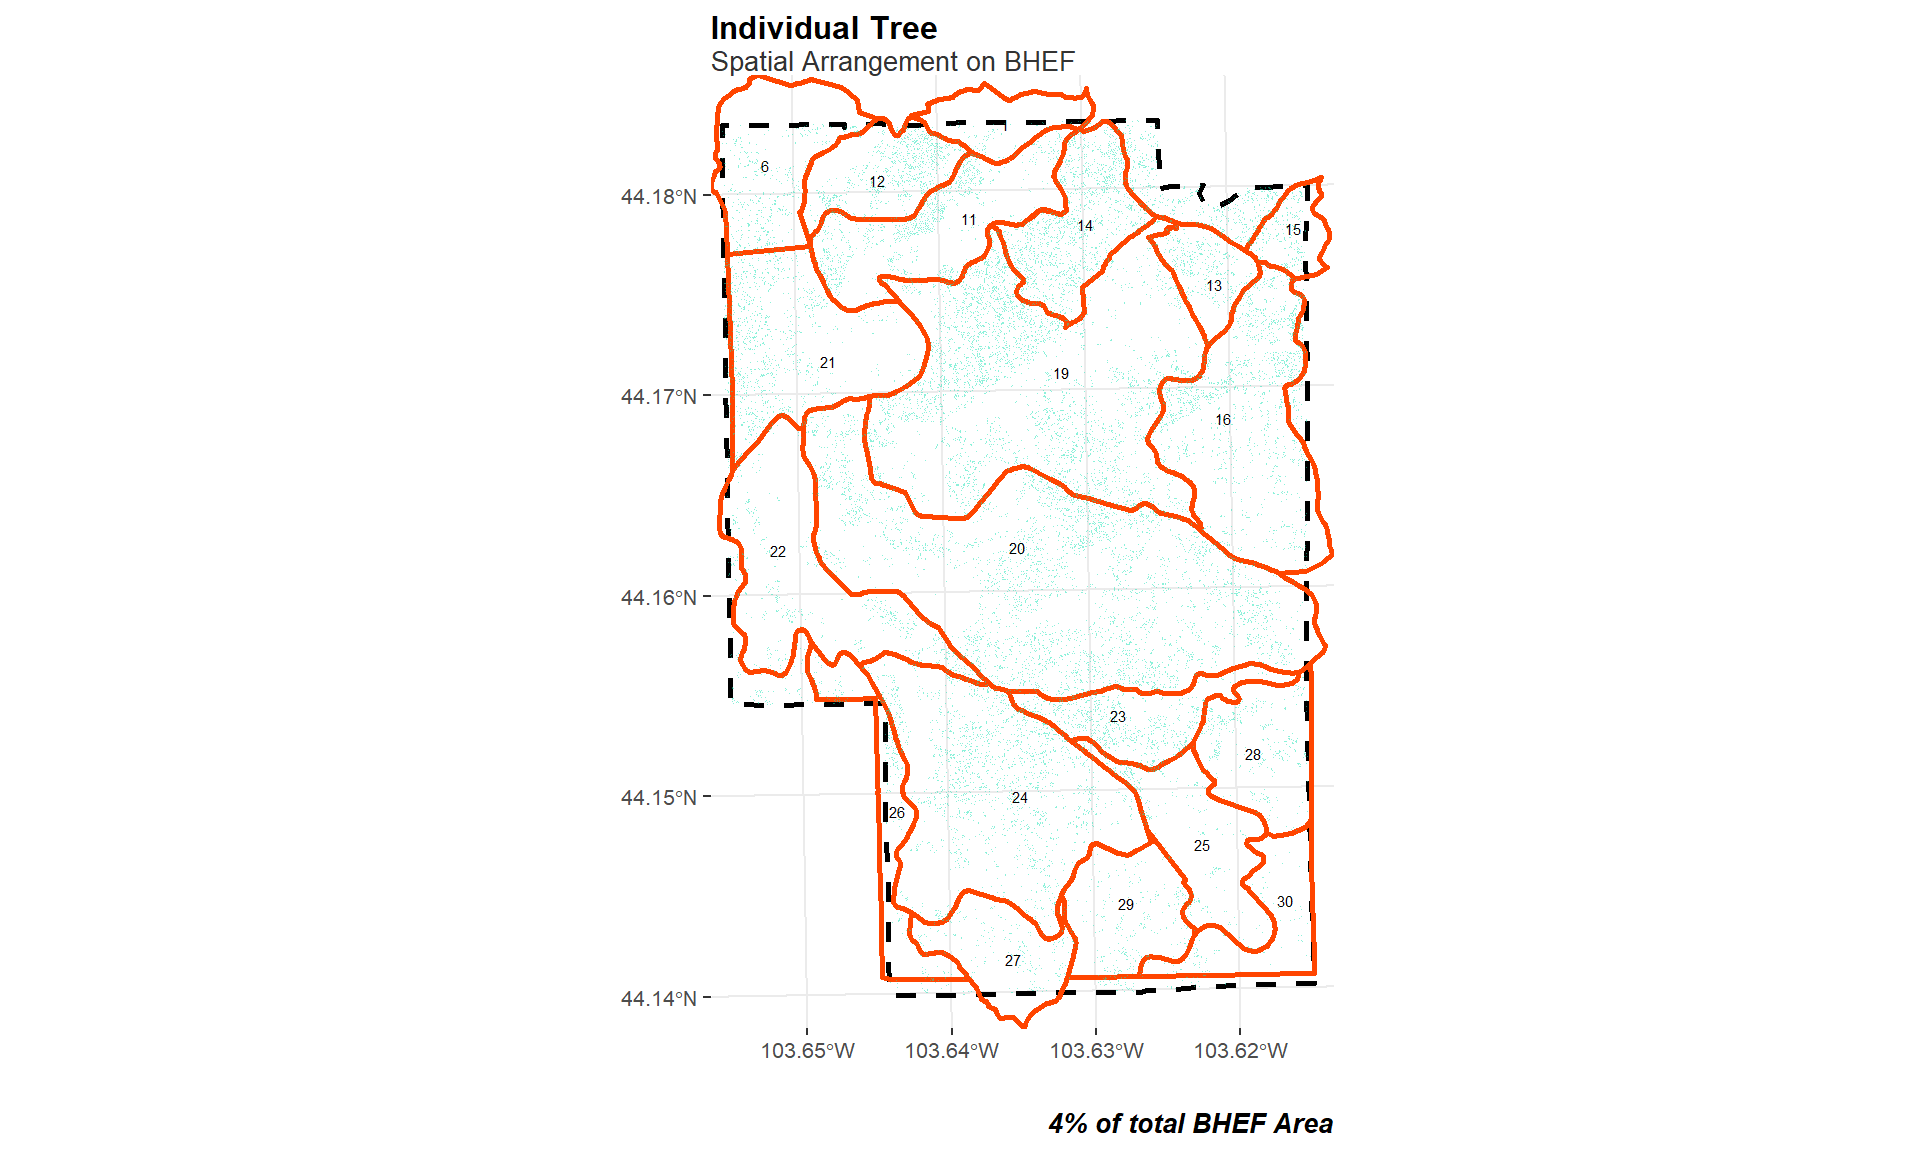 Individual Tree
Spatial Arrangement on BHEF
6
12
11
14
15
44.18°N
13
21
19
44.17°N
16
22
20
44.16°N
23
28
24
44.15°N
26
25
29
30
27
44.14°N
103.65°W 103.64°W 103.63°W 103.62°W
4% of total BHEF Area